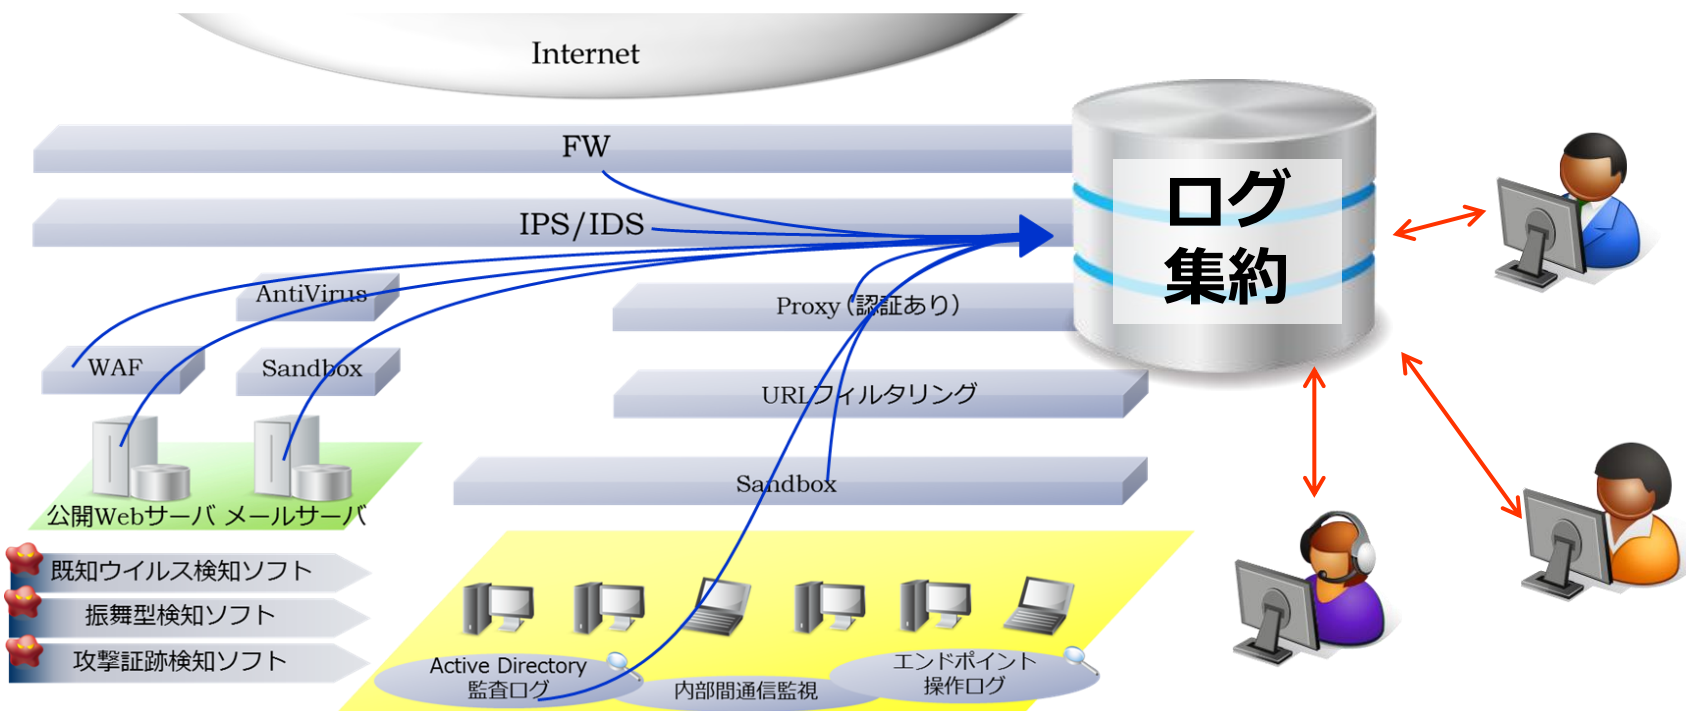 Internet
FW
IPS/IDS
ログ
集約
AntiVirus
Proxy(認証あり)
WAF
Sandbox
URLフィルタリング
Sandbox
公開Webサーバ
メールサーバ
既知ウイルス検知ソフト
振舞型検知ソフト
攻撃証跡検知ソフト
Active Directory
監査ログ
内部間通信監視
エンドポイント
操作ログ